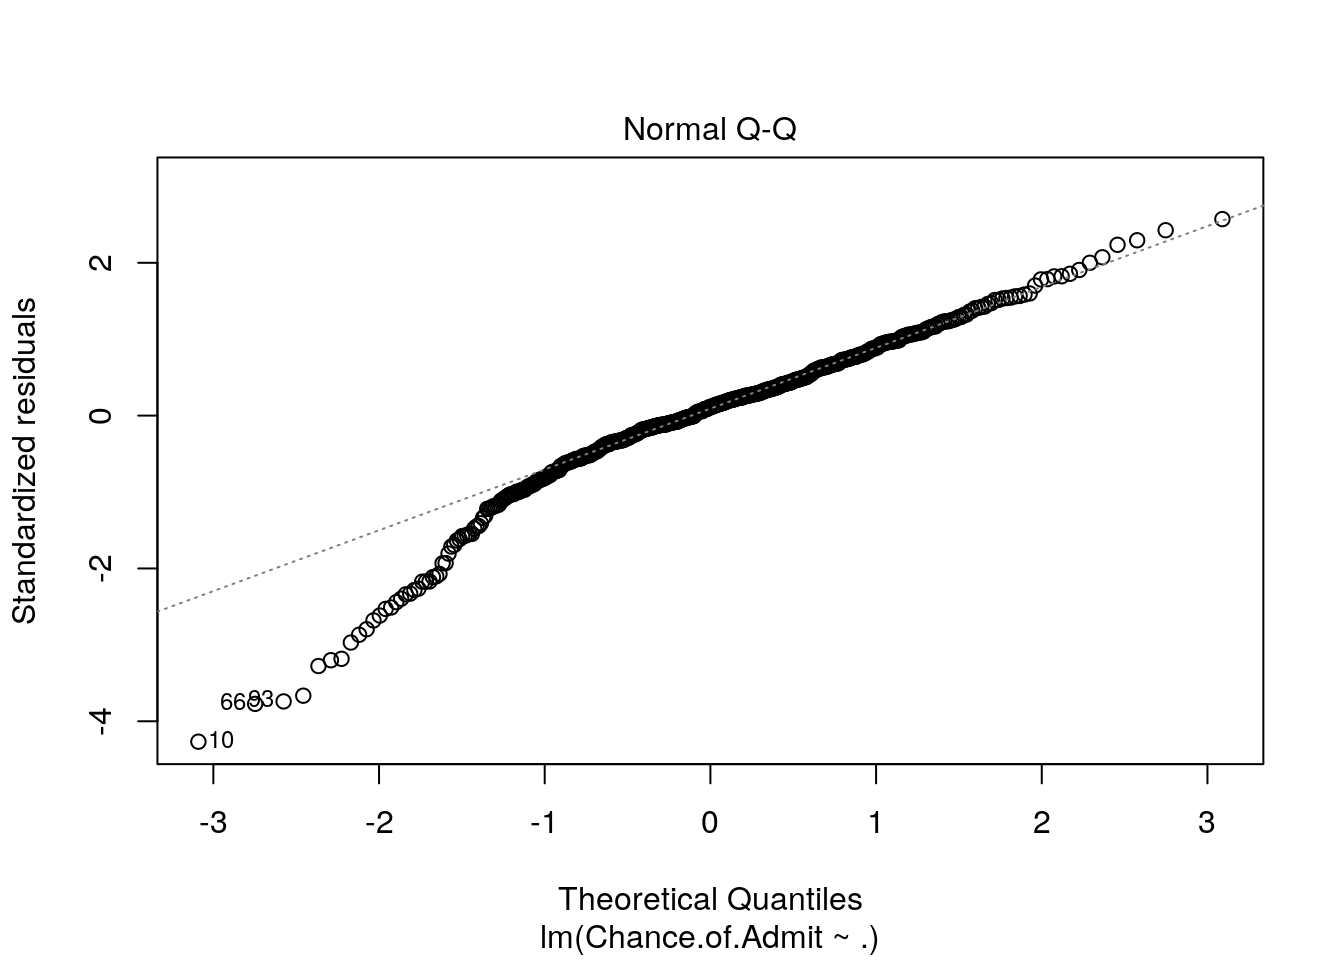 Normal Q-Q
Standardized residuals
2
0
-2
-4
66
93
10
-3 -2 -1 0 1 2 3
Theoretical Quantiles
lm(Chance.of.Admit ~ .)